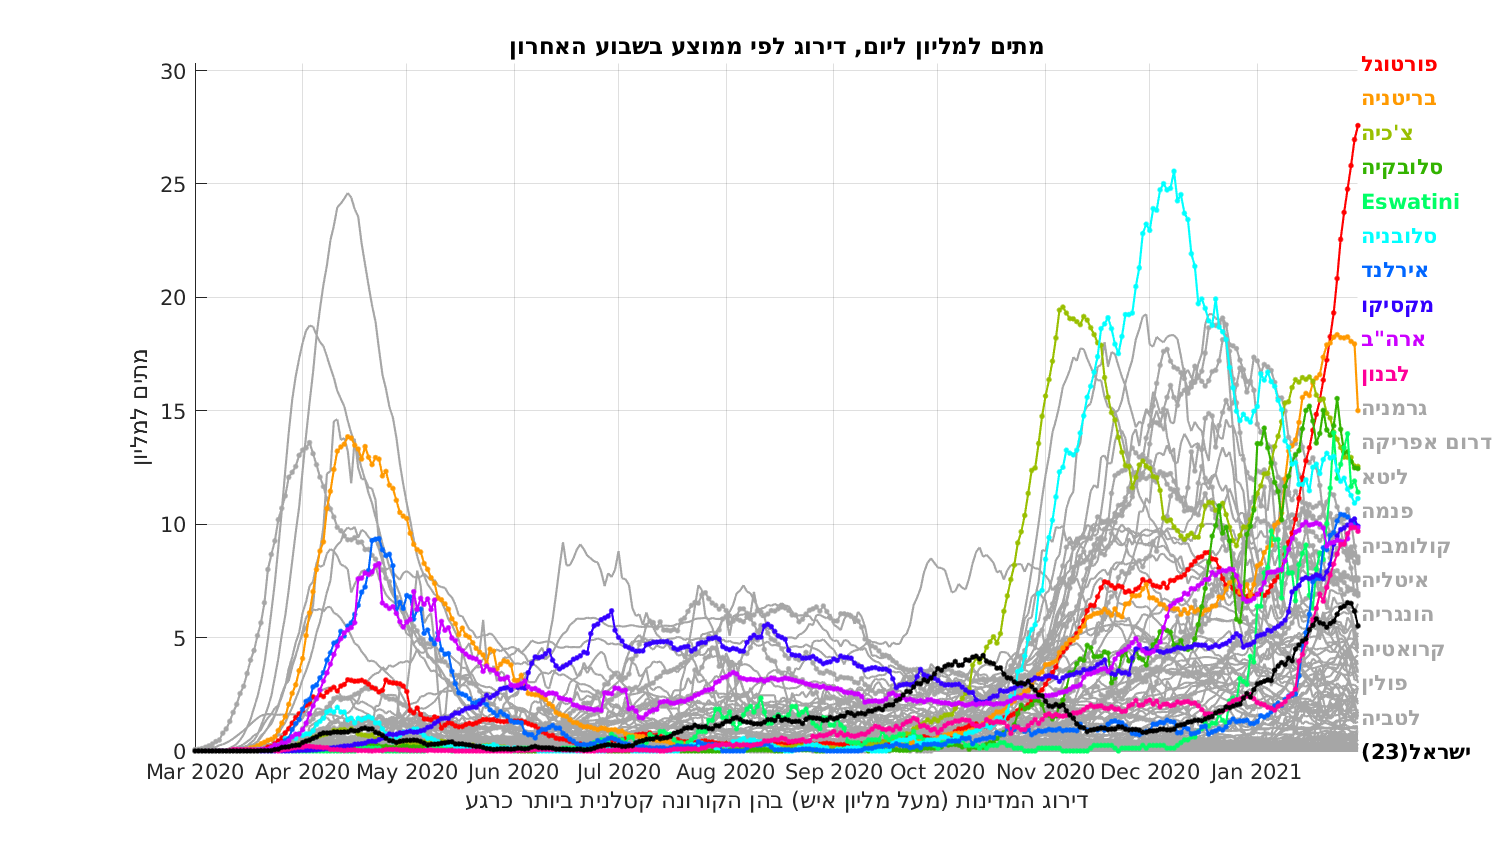 מתים למליון ליום, דירוג לפי ממוצע בשבוע האחרון
30
25
20
15
10
5
0
מתים למליון
Mar 2020 Apr 2020 May 2020 Jun 2020 Jul 2020 Aug 2020 Sep 2020 Oct 2020 Nov 2020 Dec 2020 Jan 2021
דירוג המדינות (מעל מליון איש) בהן הקורונה קטלנית ביותר כרגע
פורטוגל
בריטניה
צ'כיה
סלובקיה
Eswatini
סלובניה
אירלנד
מקסיקו
ארה"ב
לבנון
גרמניה
דרום אפריקה
ליטא
פנמה
קולומביה
איטליה
הונגריה
קרואטיה
פולין
לטביה
ישראל(23)